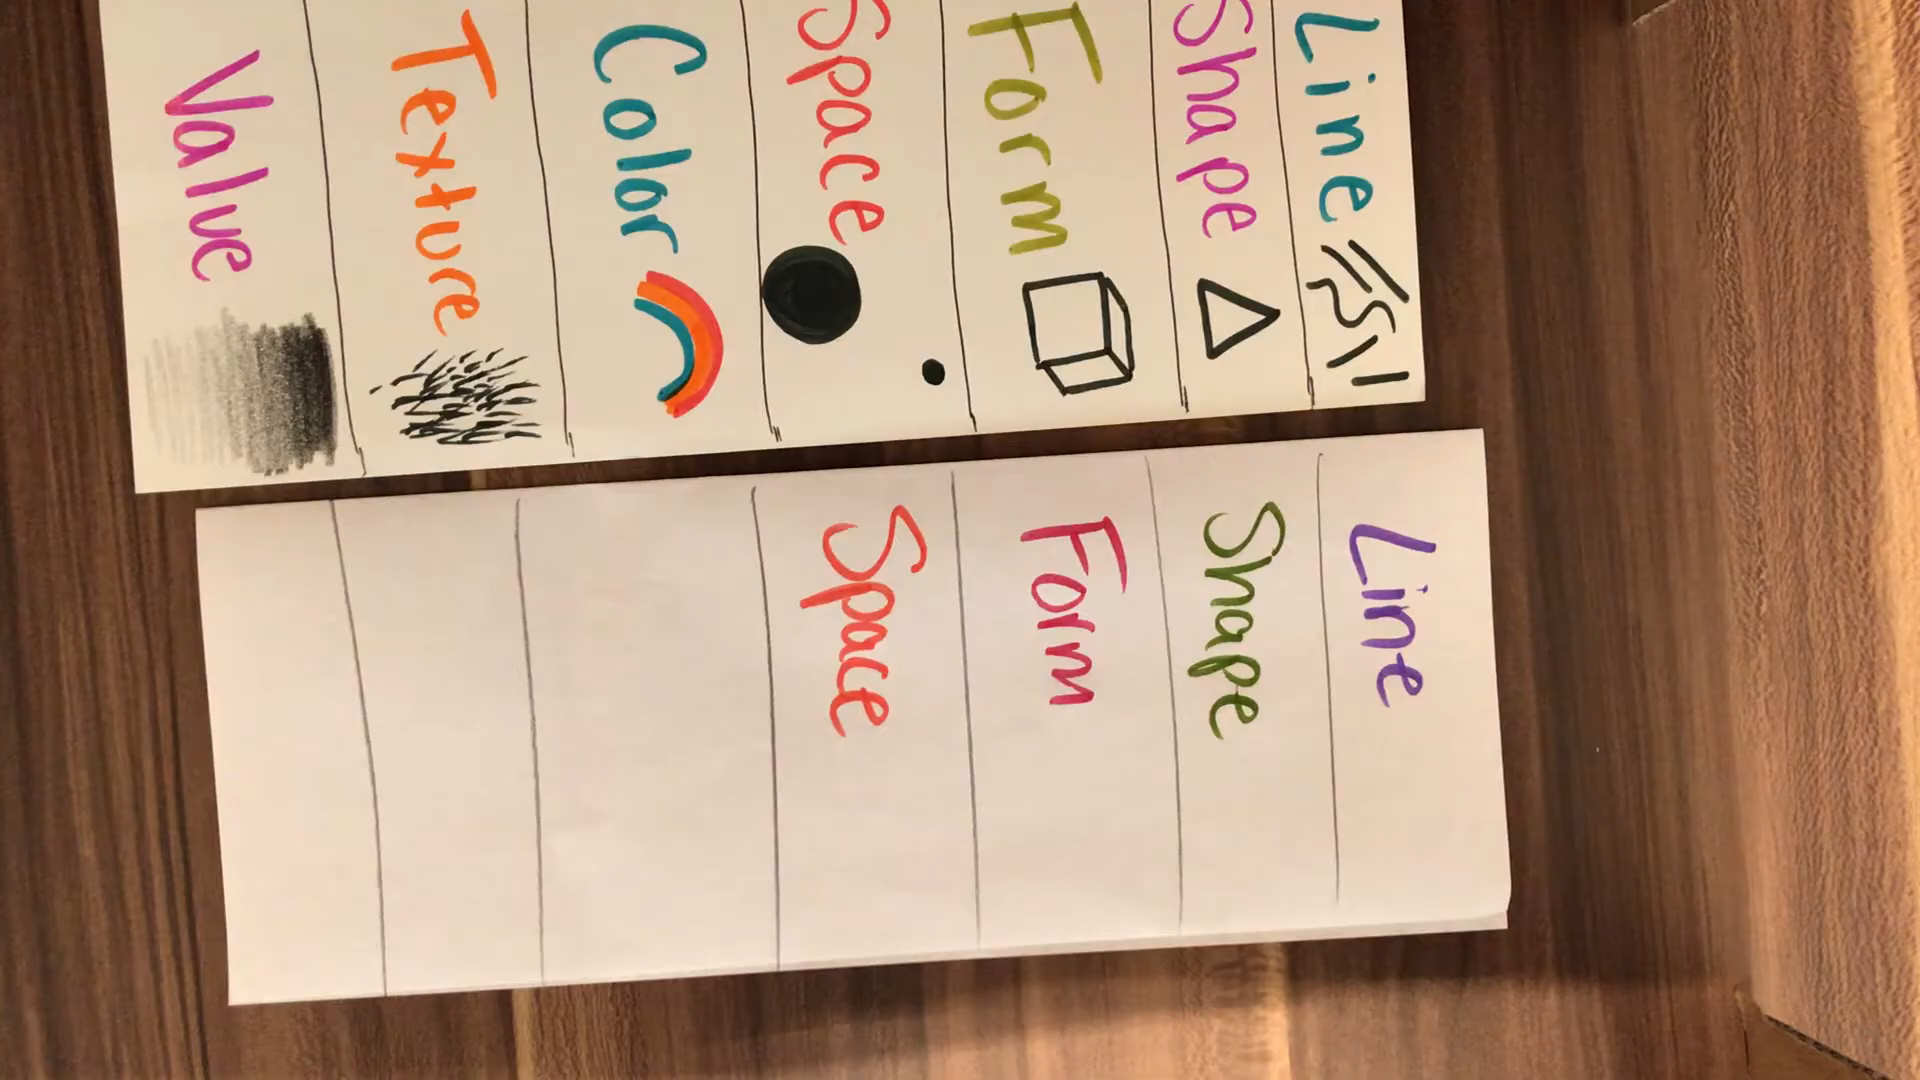 Line
Shape
Form
Space
Color
Texture
Value
Line
Shape
Form
Space